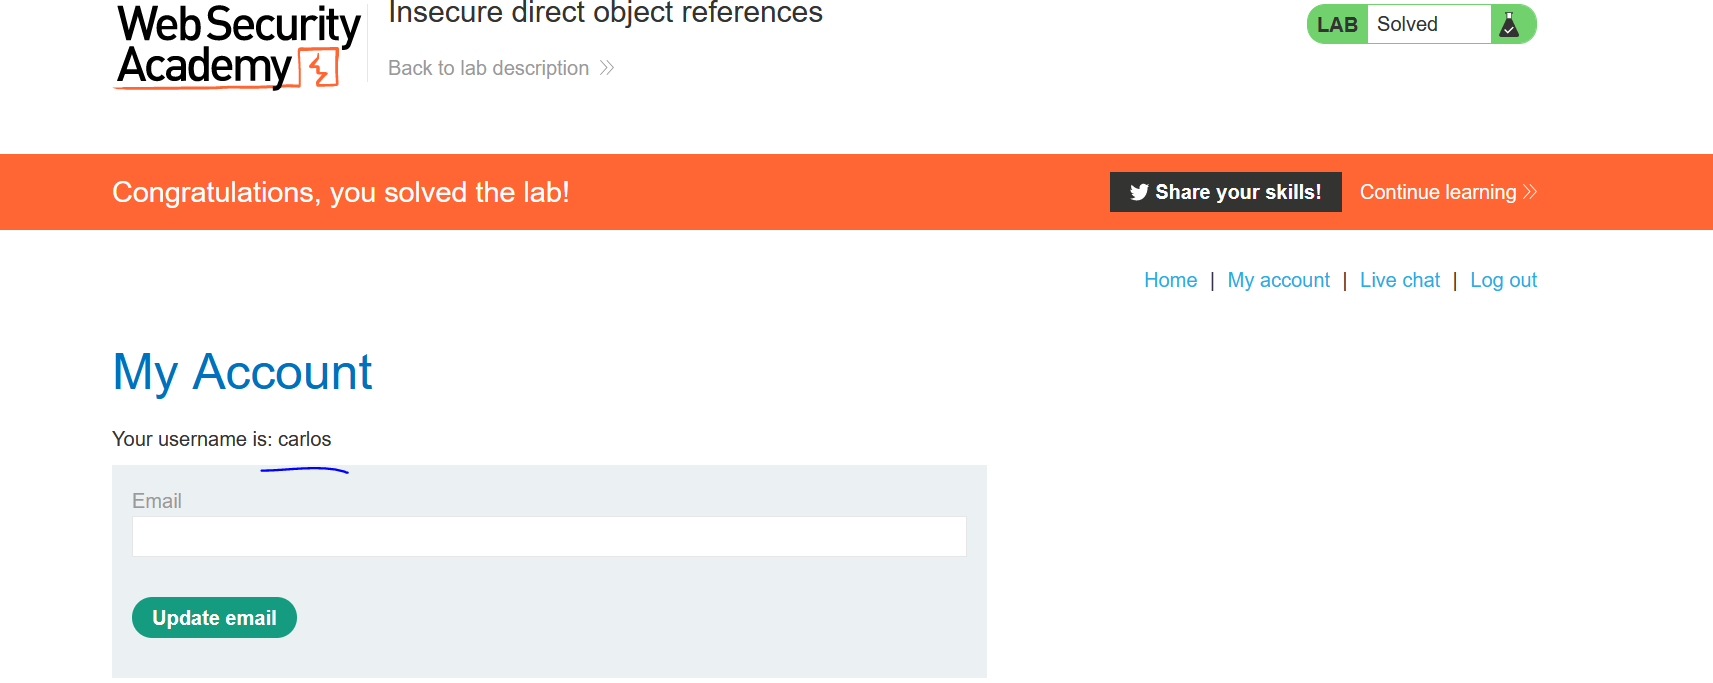 Web Security
Academy
Insecure direct object references
Back to lab description
LAB Solved
Congratulations, you solved the lab!
Share your skills!
Continue learning
Home | My account | Live chat | Log out
My Account
Your username is: carlos
Email
Update email